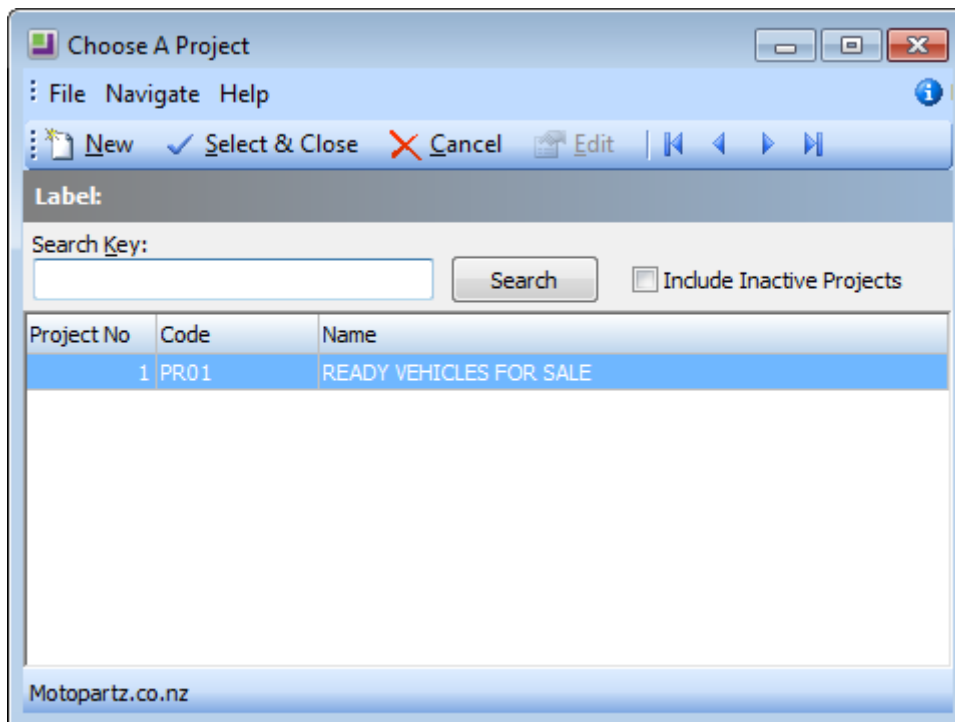 Choose A Project
File Navigate Help
New Select & Close Cancel Edit
Label:
Search Key:
Search Include Inactive Projects
Project No Code Name
1 PR01 READY VEHICLES FOR SALE
Motopartz.co.nz